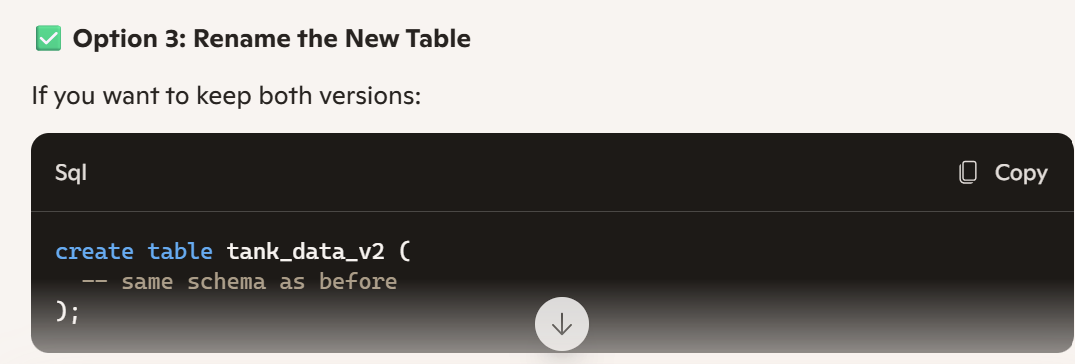 ✅ Option 3: Rename the New Table
If you want to keep both versions:
Sql
Copy
create table tank_data_v2 (
-- same schema as before
);